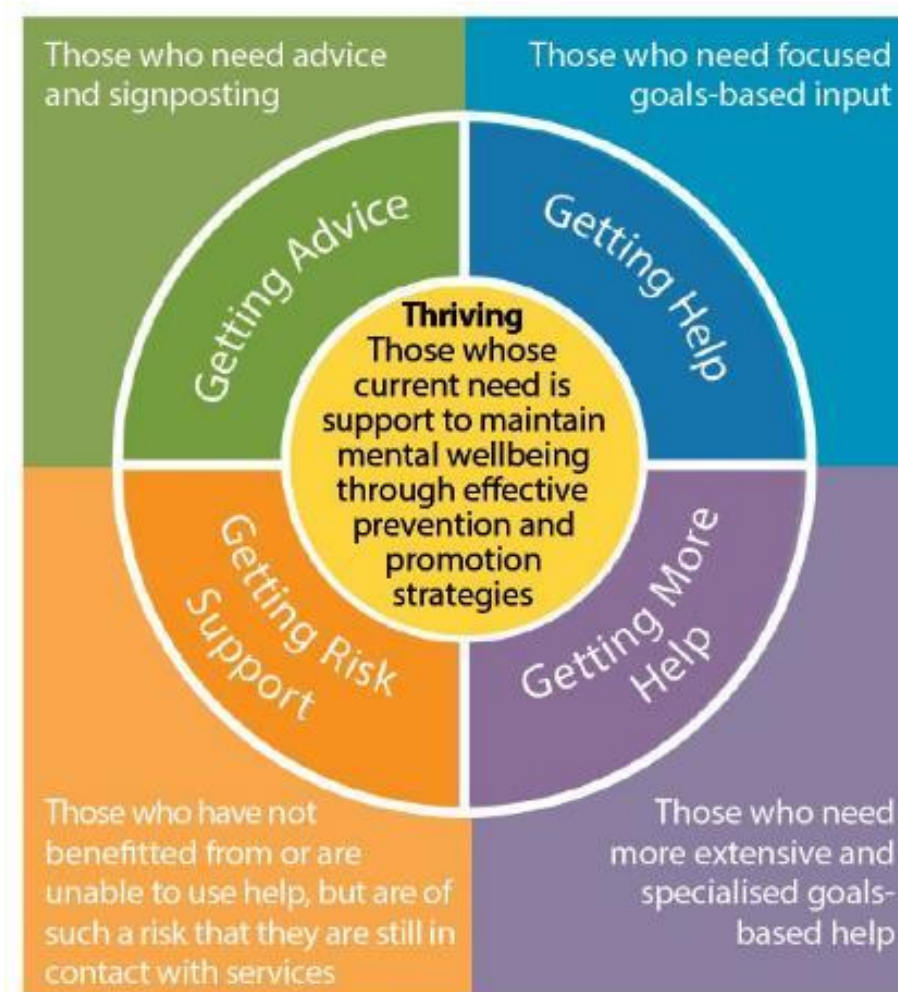 Those who need advice
and signposting
Those who need focused
goals-based input
Getting Advice
Getting Help
Thriving
Those whose
current need is
support to maintain
mental wellbeing
through effective
prevention and
promotion
strategies
Getting Risk
Support
Getting More
Help
Those who have not
benefitted from or are
unable to use help, but are of
such a risk that they are still in
contact with services
Those who need
more extensive and
specialised goals-
based help